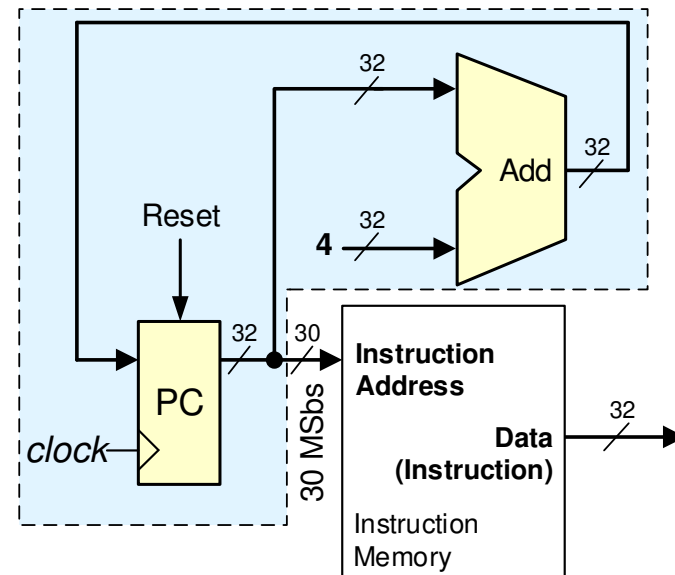 32
Add
32
Reset
4
32
32
30
Instruction
Address
PC
30 MSbs
32
Data
(Instruction)
clock
Instruction
Memory